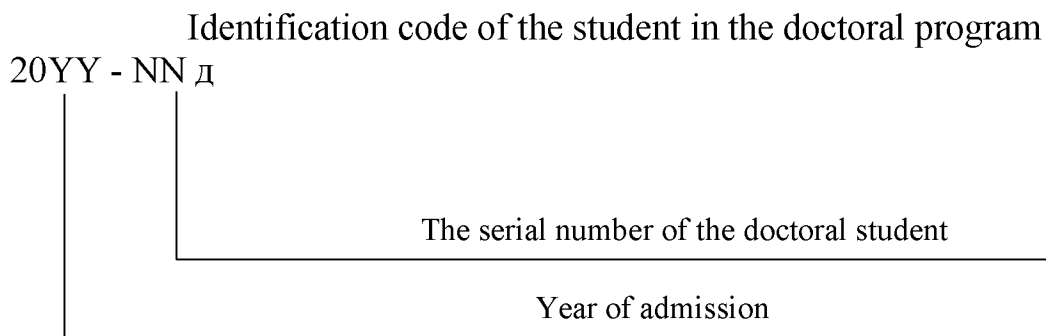 Identification code of the student in the doctoral program
20YY - NN д
The serial number of the doctoral student
Year of admission